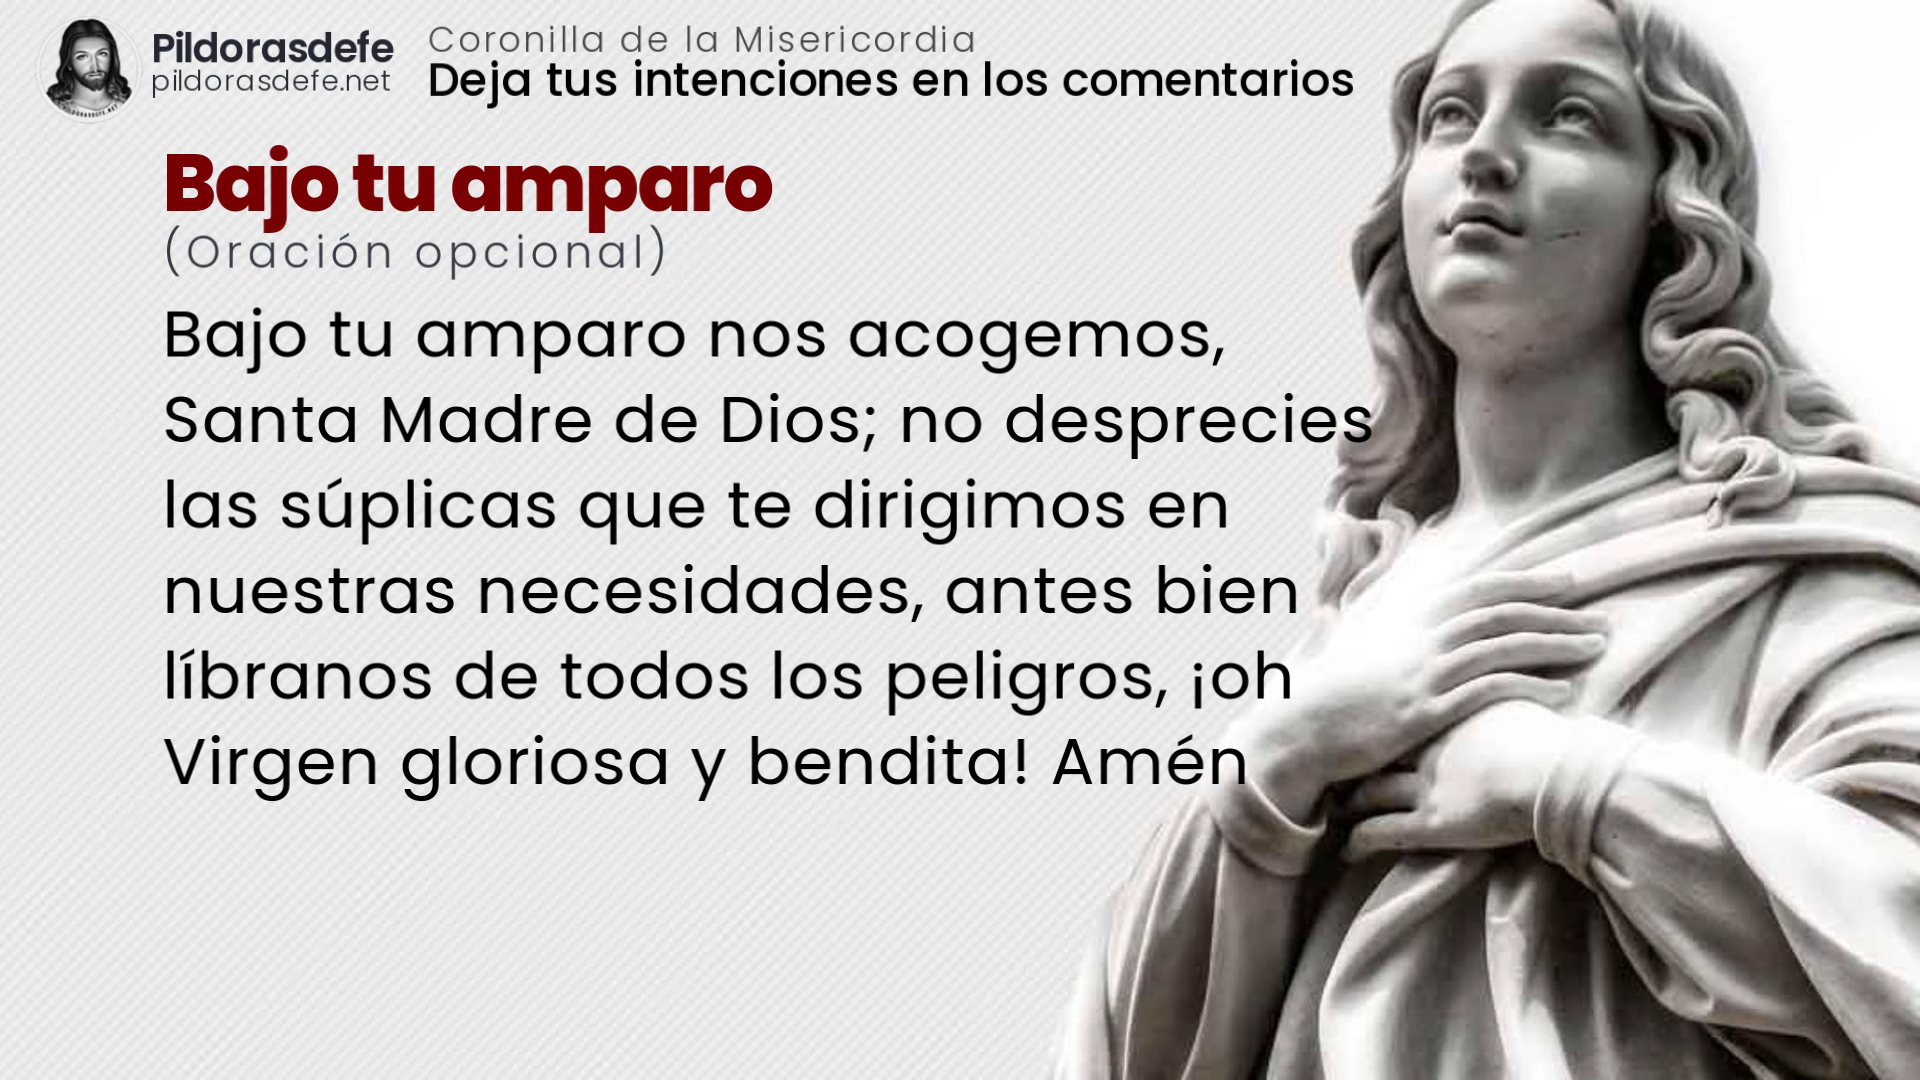 Pildorasdefe
pildorasdefe.net
Coronilla de la Misericordia
Deja tus intenciones en los comentarios
Bajo tu amparo
(Oración opcional)
Bajo tu amparo nos acogemos,
Santa Madre de Dios; no desprecies
las súplicas que te dirigimos en
nuestras necesidades, antes bien
líbranos de todos los peligros, ¡oh
Virgen gloriosa y bendita! Amén